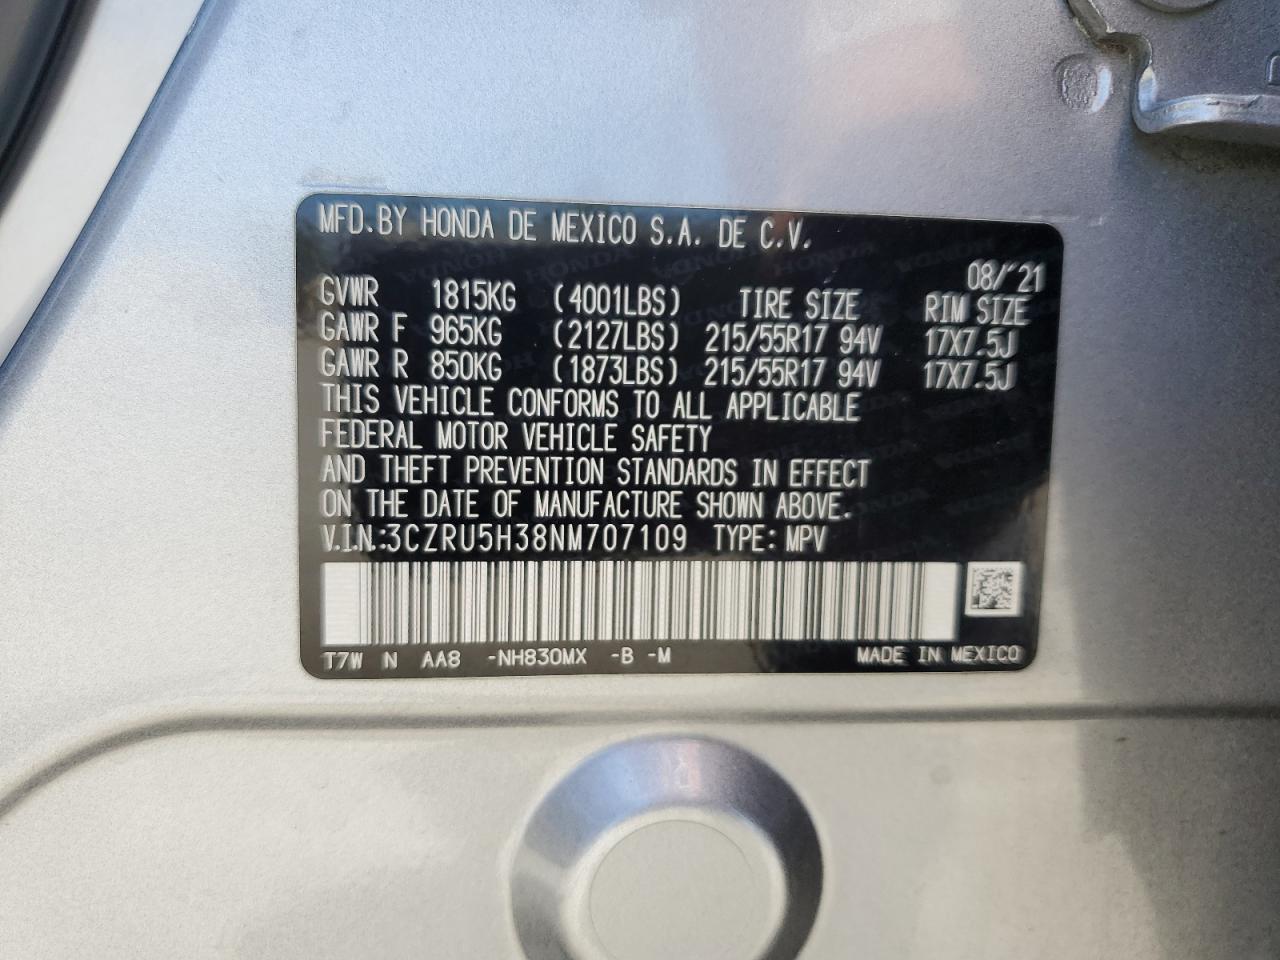 MFD.BY HONDA DE MEXICO S.A. DE C.V.
08/'21
GVWR 1815KG (4001LBS) TIRE SIZE RIM SIZE
GAWR F 965KG (2127LBS) 215/55R17 94V 17X7.5J
GAWR R 850KG (1873LBS) 215/55R17 94V 17X7.5J
THIS VEHICLE CONFORMS TO ALL APPLICABLE
FEDERAL MOTOR VEHICLE SAFETY
AND THEFT PREVENTION STANDARDS IN EFFECT
ON THE DATE OF MANUFACTURE SHOWN ABOVE.
V.I.N.:3CZRU5H38NM707109 TYPE: MPV
T7W N AA8 -NH830MX -B -M MADE IN MEXICO